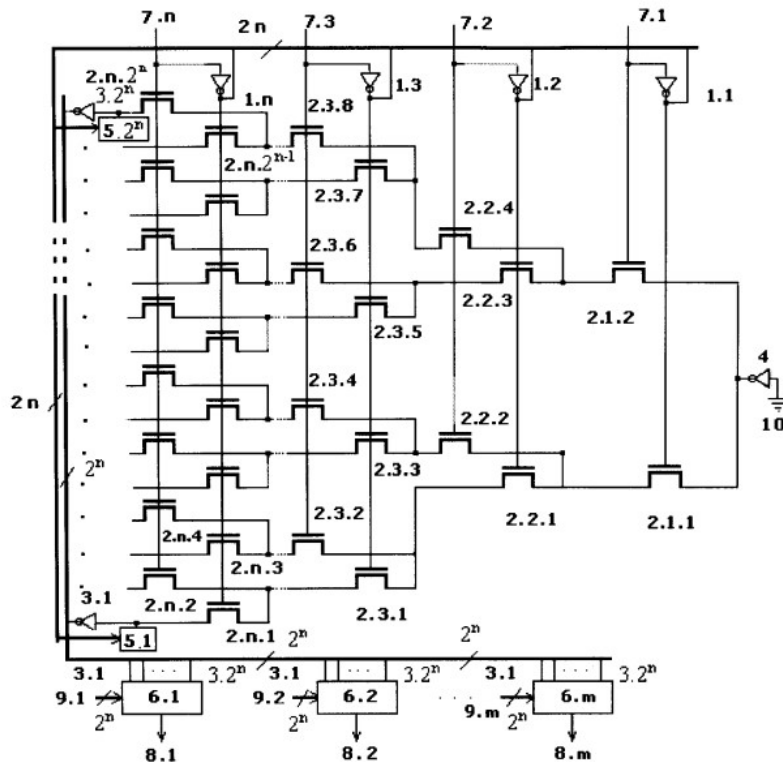 7.n 7.3 7.2 7.1
2n
2.n.2ⁿ
3.2ⁿ
1.n 1.3 1.2 1.1
5.2ⁿ
2.3.8
2.n.2ⁿ⁻¹
2.3.7
2.2.4
2.3.6
2.2.3
2.3.5
2.1.2
2.3.4
4
2n
2.2.2
10
2ⁿ
2.3.3
2.3.2
2.2.1
2.1.1
2.n.4
2.n.3
3.1
2.n.2
2.3.1
2.n.1
5.1
2ⁿ 2ⁿ
3.1 3.2ⁿ 3.1 3.2ⁿ 3.1 3.2ⁿ
9.1 6.1 9.2 6.2 9.m 6.m
2ⁿ 2ⁿ 2ⁿ
8.1 8.2 8.m